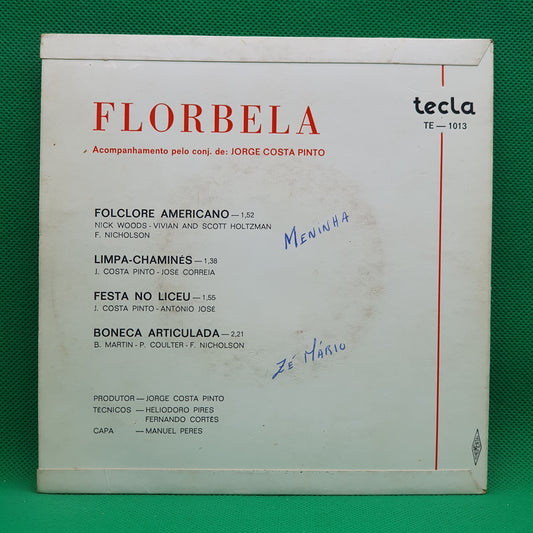 FLORBELA
tecla
TE — 1013
Acompanhamento pelo conj. de: JORGE COSTA PINTO
FOLCLORE AMERICANO — 1,52
NICK WOODS - VIVIAN AND SCOTT HOLTZMAN
F. NICHOLSON
MENINHA
LIMPA-CHAMINÉS — 1,38
J. COSTA PINTO - JOSÉ CORREIA
FESTA NO LICEU — 1,55
J. COSTA PINTO - ANTONIO JOSÉ
BONECA ARTICULADA — 2,21
B. MARTIN - P. COULTER - F. NICHOLSON
ZÉ MÁRIO
PRODUTOR — JORGE COSTA PINTO
TÉCNICOS — HELIODORO PIRES
FERNANDO CORTÊS
CAPA — MANUEL PERES